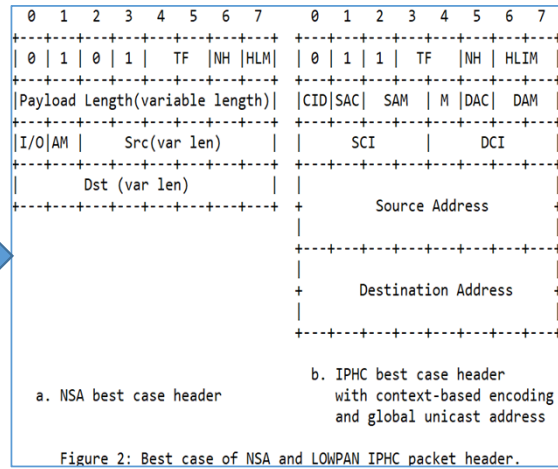 0 1 2 3 4 5 6 7
| 0 | 1 | 0 | 1 | TF |NH |HLM|
|Payload Length(variable length)|
|I/O|AM | Src(var len) |
| Dst (var len) |
a. NSA best case header
0 1 2 3 4 5 6 7
| 0 | 1 | 1 | TF |NH | HLIM |
|CID|SAC| SAM | M |DAC| DAM |
| SCI | DCI |
Source Address
Destination Address
b. IPHC best case header
with context-based encoding
and global unicast address
Figure 2: Best case of NSA and LOWPAN IPHC packet header.